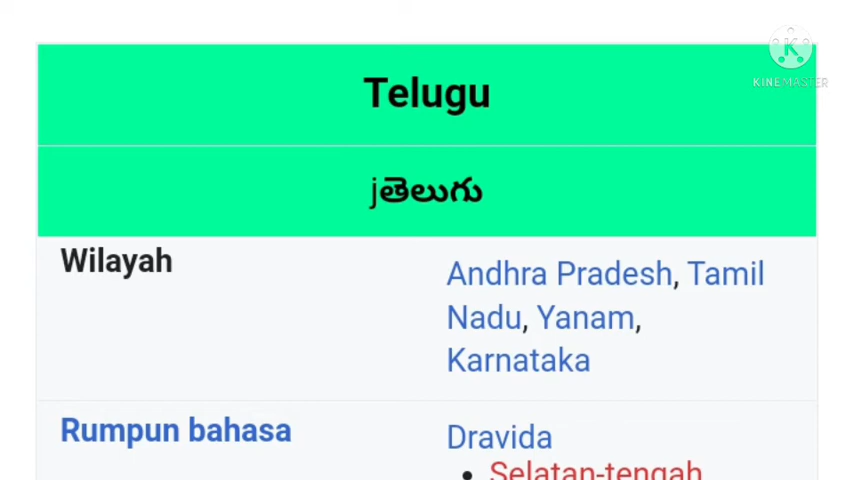 KINEMASTER
Telugu
jతెలుగు
Wilayah
Andhra Pradesh, Tamil
Nadu, Yanam,
Karnataka
Rumpun bahasa
Dravida
• Selatan-tengah